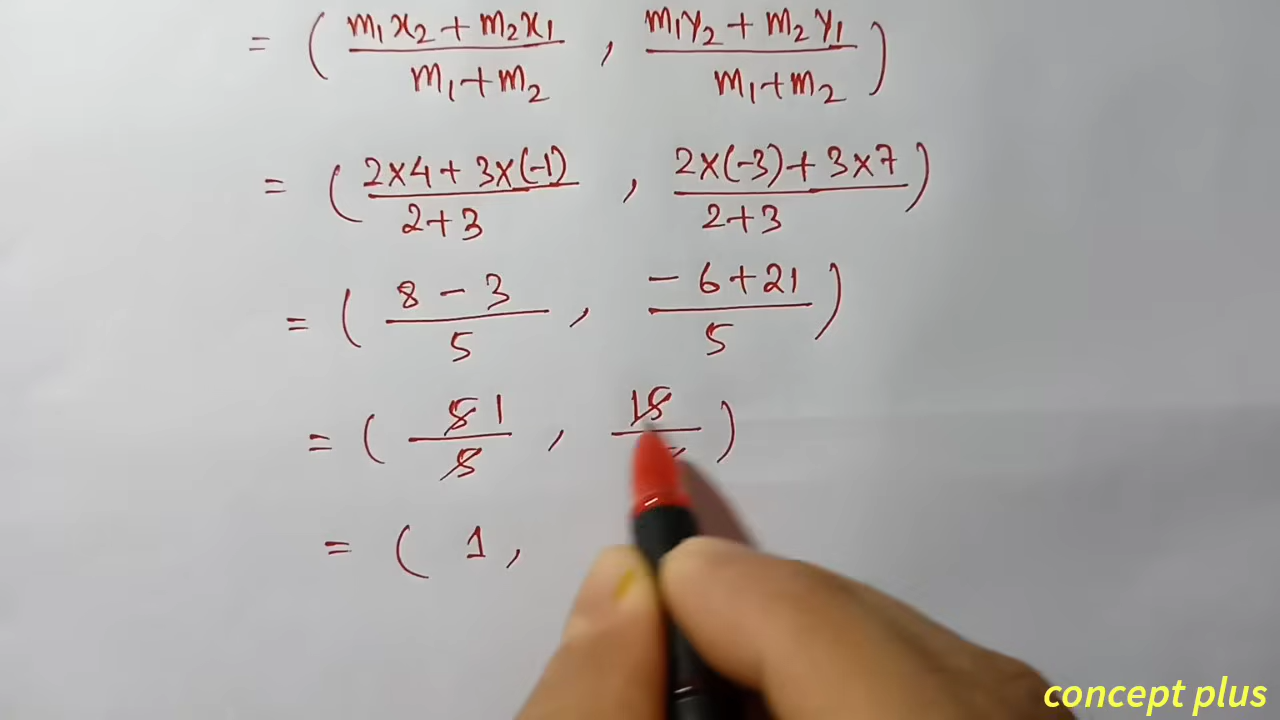 = ( m₁x₂ + m₂x₁ / m₁ + m₂ , m₁y₂ + m₂y₁ / m₁ + m₂ )
= ( 2×4 + 3×(-1) / 2+3 , 2×(-3) + 3×7 / 2+3 )
= ( 8 - 3 / 5 , - 6 + 21 / 5 )
= ( 5 1 / 5 , 15 / )
= ( 1 ,
concept plus